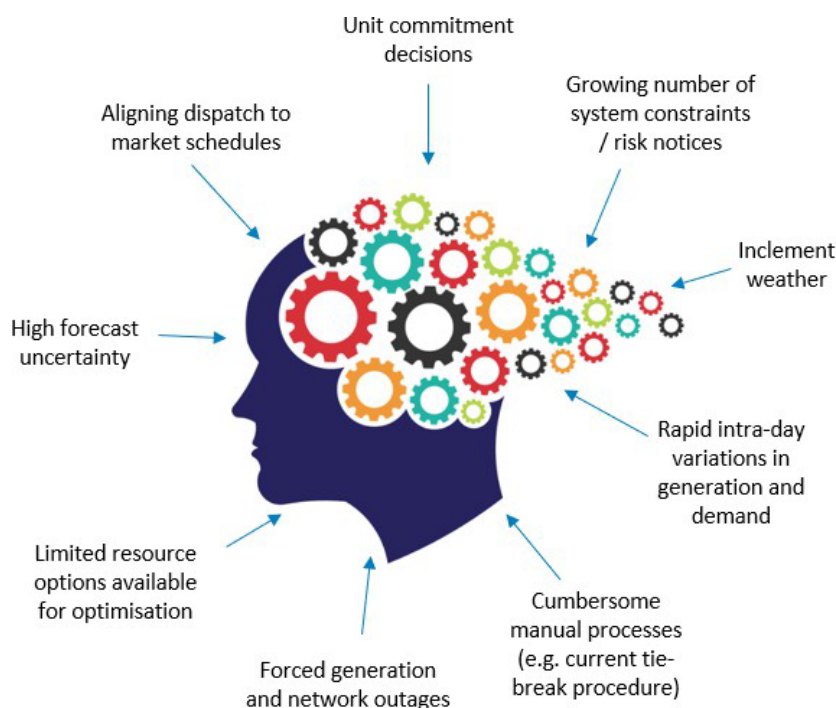 Unit commitment
decisions
Growing number of
system constraints
/ risk notices
Aligning dispatch to
market schedules
Inclement
weather
High forecast
uncertainty
Rapid intra-day
variations in
generation and
demand
Limited resource
options available
for optimisation
Cumbersome
manual processes
(e.g. current tie-
break procedure)
Forced generation
and network outages